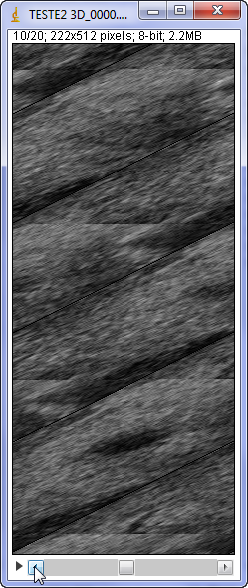 TESTE2 3D_0000....
10/20; 222x512 pixels; 8-bit; 2.2MB